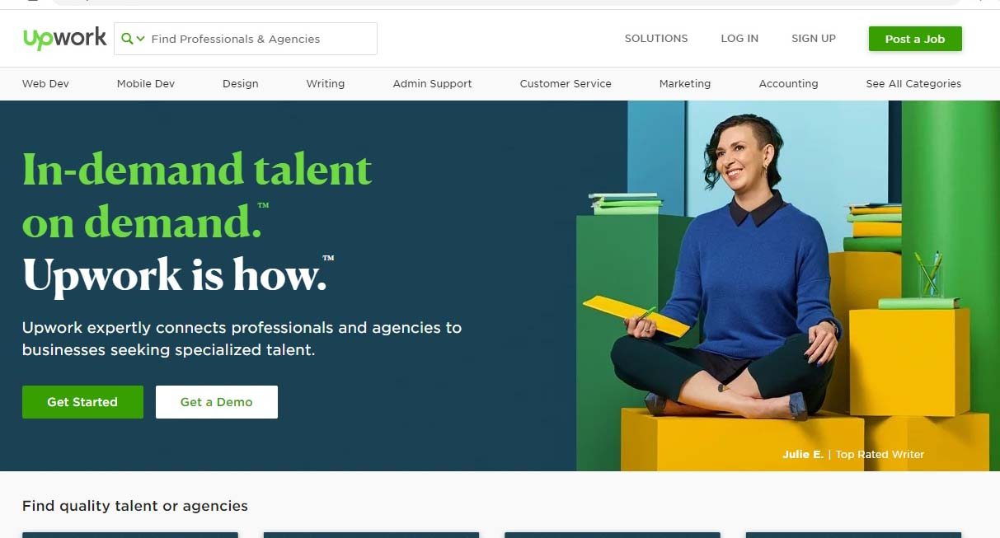 Upwork
Find Professionals & Agencies
SOLUTIONS
LOG IN
SIGN UP
Post a Job
Web Dev
Mobile Dev
Design
Writing
Admin Support
Customer Service
Marketing
Accounting
See All Categories
In-demand talent
on demand.™
Upwork is how.™
Upwork expertly connects professionals and agencies to
businesses seeking specialized talent.
Get Started
Get a Demo
Julie E. | Top Rated Writer
Find quality talent or agencies